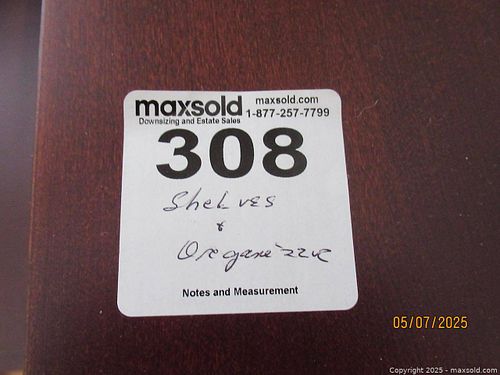 maxsold
maxsold.com
Downsizing and Estate Sales
1-877-257-7799
308
Shelves
&
Notes and Measurement
05/07/2025
Copyright © 2025 - maxsold.com